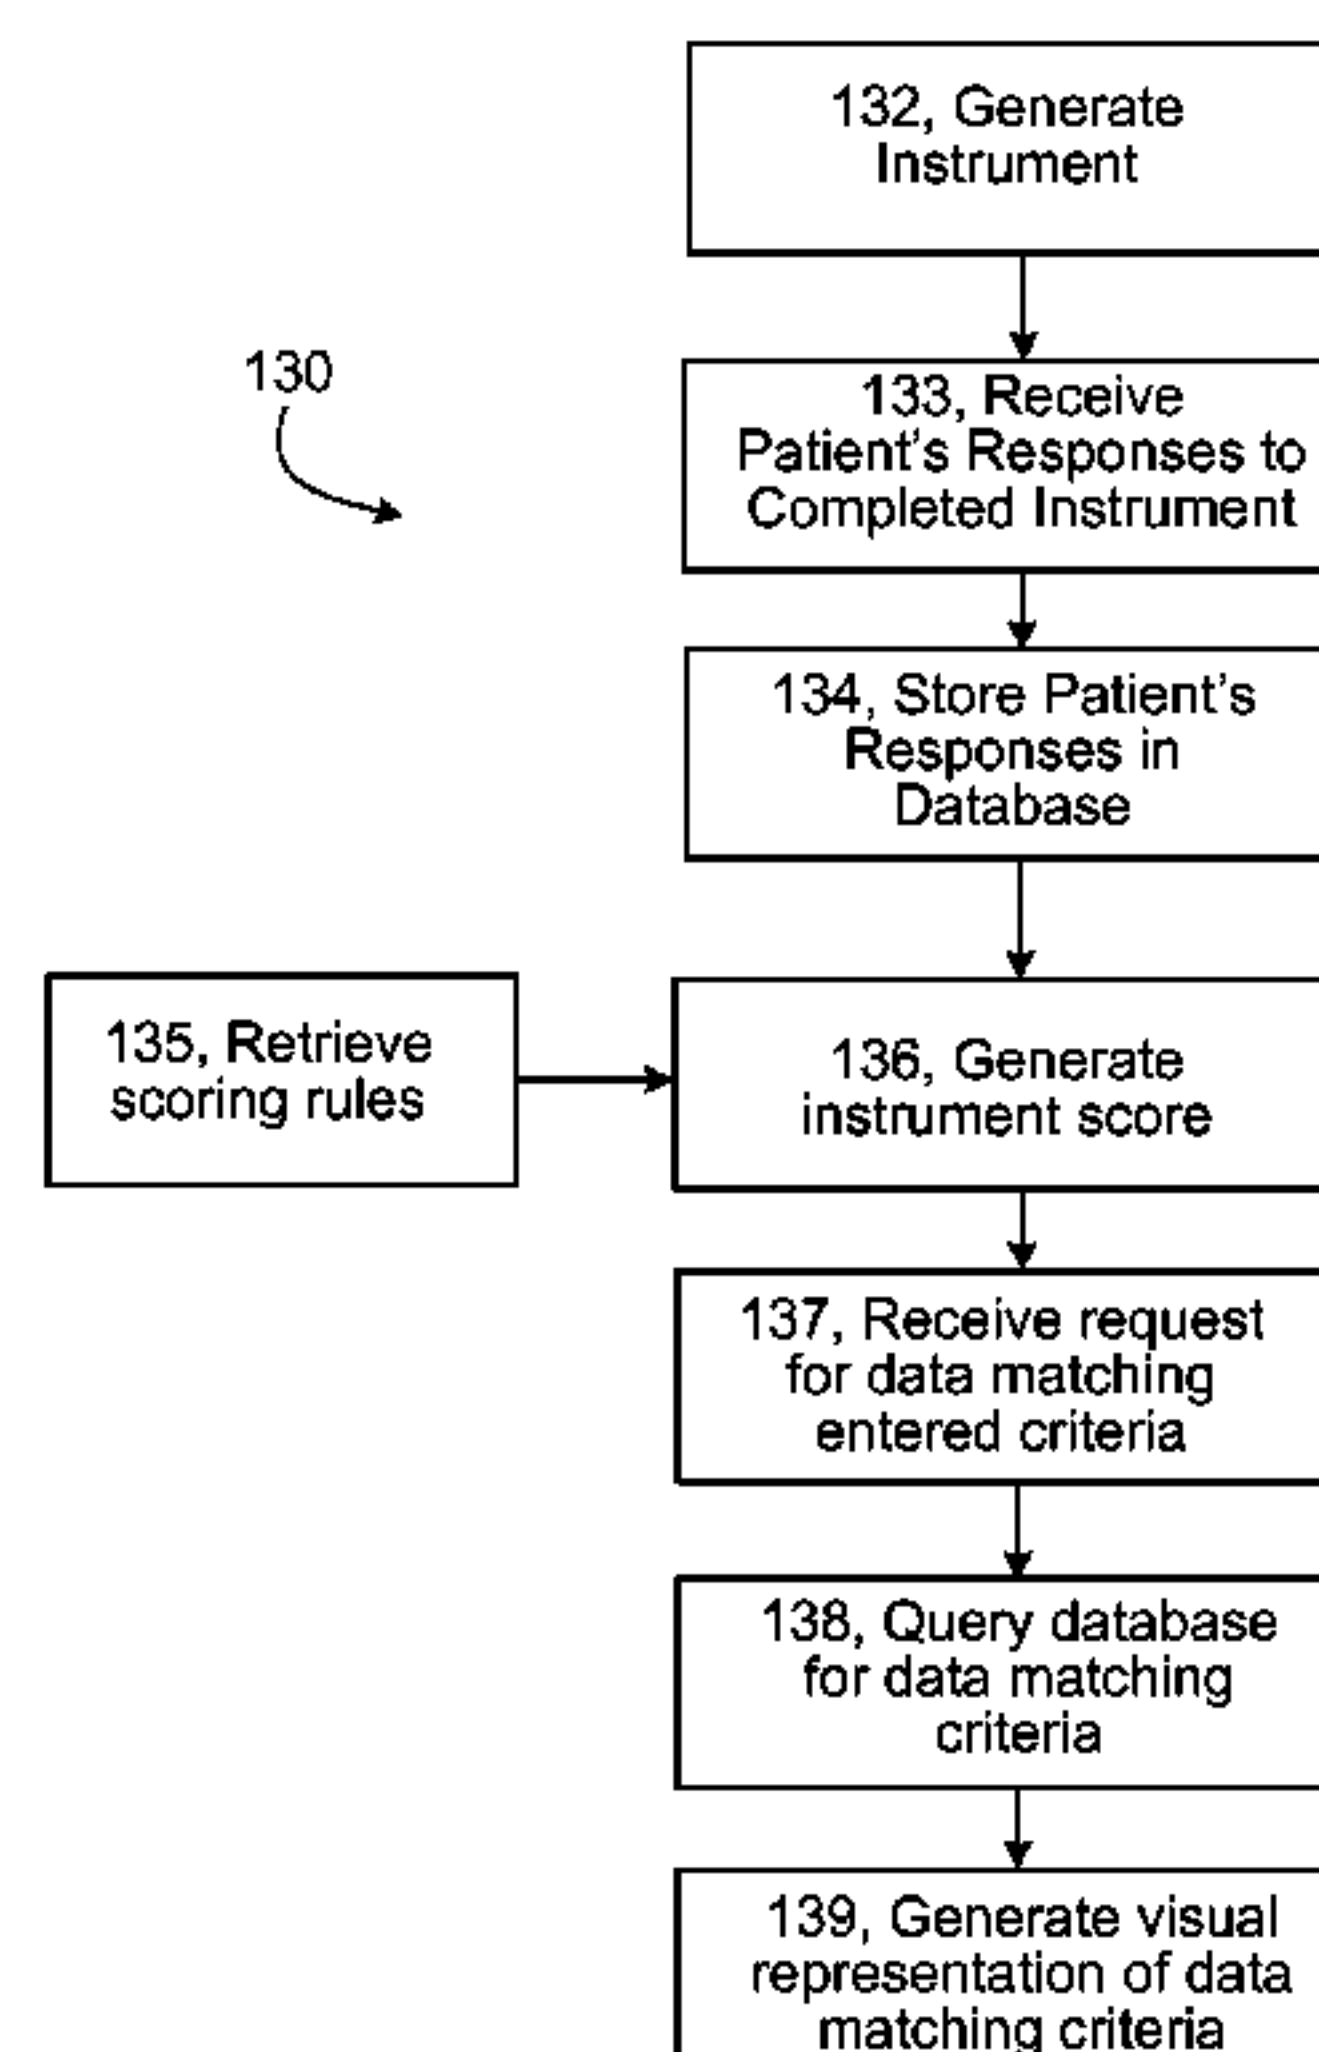 132, Generate
Instrument
130
133, Receive
Patient's Responses to
Completed Instrument
134, Store Patient's
Responses in
Database
135, Retrieve
scoring rules
136, Generate
instrument score
137, Receive request
for data matching
entered criteria
138, Query database
for data matching
criteria
139, Generate visual
representation of data
matching criteria